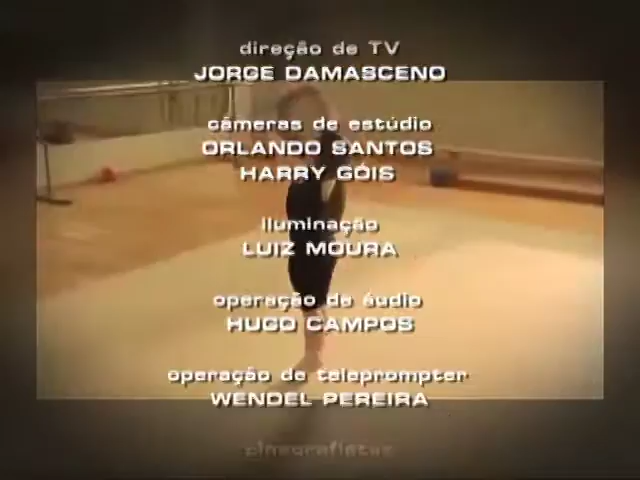 direção de TV
JORGE DAMASCENO
câmeras de estúdio
ORLANDO SANTOS
HARRY GÓIS
iluminação
LUIZ MOURA
operação de áudio
HUGO CAMPOS
operação de teleprompter
WENDEL PEREIRA
cinegrafistas